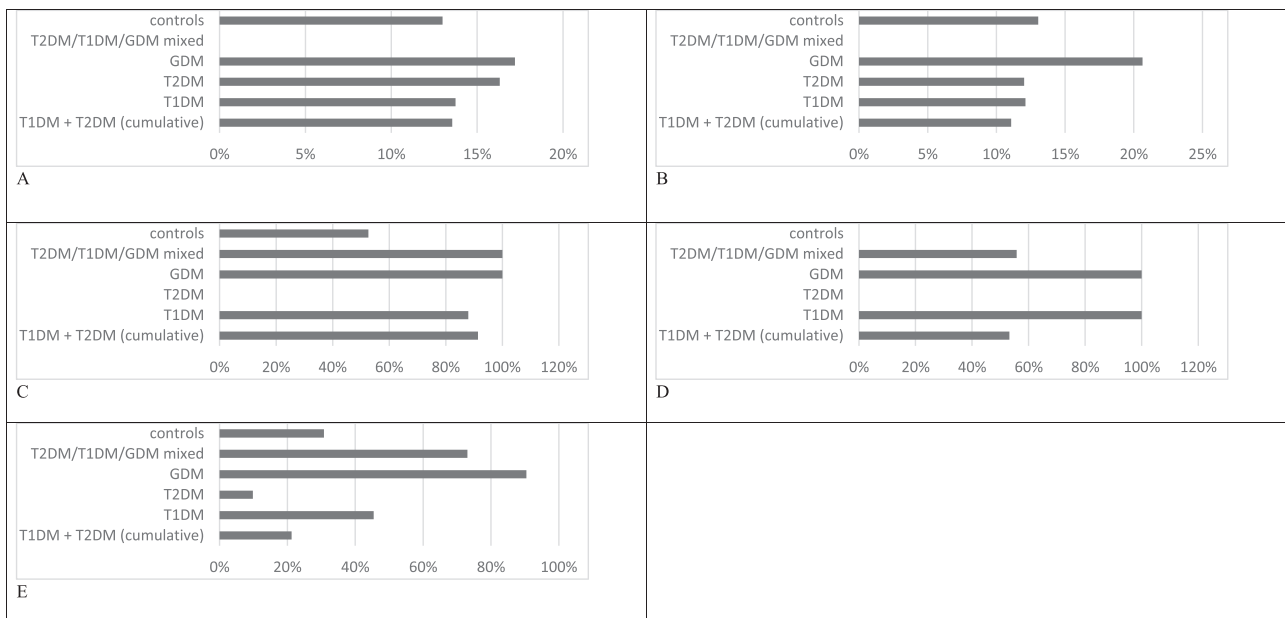 controls
T2DM/T1DM/GDM mixed
GDM
T2DM
T1DM
T1DM + T2DM (cumulative)
0% 5% 10% 15% 20%
A
controls
T2DM/T1DM/GDM mixed
GDM
T2DM
T1DM
T1DM + T2DM (cumulative)
0% 5% 10% 15% 20% 25%
B
controls
T2DM/T1DM/GDM mixed
GDM
T2DM
T1DM
T1DM + T2DM (cumulative)
0% 20% 40% 60% 80% 100% 120%
C
controls
T2DM/T1DM/GDM mixed
GDM
T2DM
T1DM
T1DM + T2DM (cumulative)
0% 20% 40% 60% 80% 100% 120%
D
controls
T2DM/T1DM/GDM mixed
GDM
T2DM
T1DM
T1DM + T2DM (cumulative)
0% 20% 40% 60% 80% 100%
E